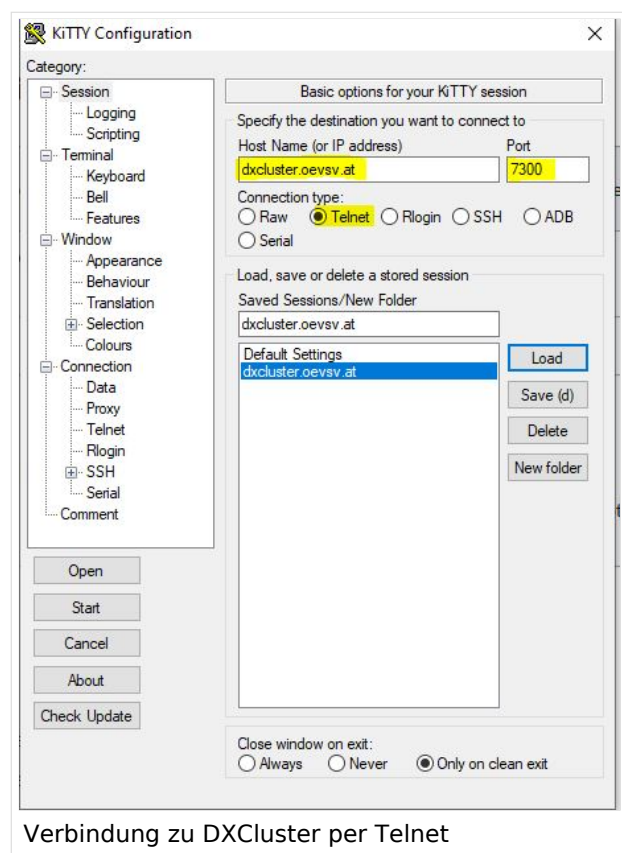 KiTTY Configuration
Category:
Session
Logging
Scripting
Terminal
Keyboard
Bell
Features
Window
Appearance
Behaviour
Translation
Selection
Colours
Connection
Data
Proxy
Telnet
Rlogin
SSH
Serial
Comment
Open
Start
Cancel
About
Check Update
Basic options for your KiTTY session
Specify the destination you want to connect to
Host Name (or IP address) Port
dxcluster.oevsv.at 7300
Connection type:
Raw Telnet Rlogin SSH ADB
Serial
Load, save or delete a stored session
Saved Sessions/New Folder
dxcluster.oevsv.at
Default Settings
dxcluster.oevsv.at
Load
Save (d)
Delete
New folder
Close window on exit:
Always Never Only on clean exit
Verbindung zu DXCluster per Telnet